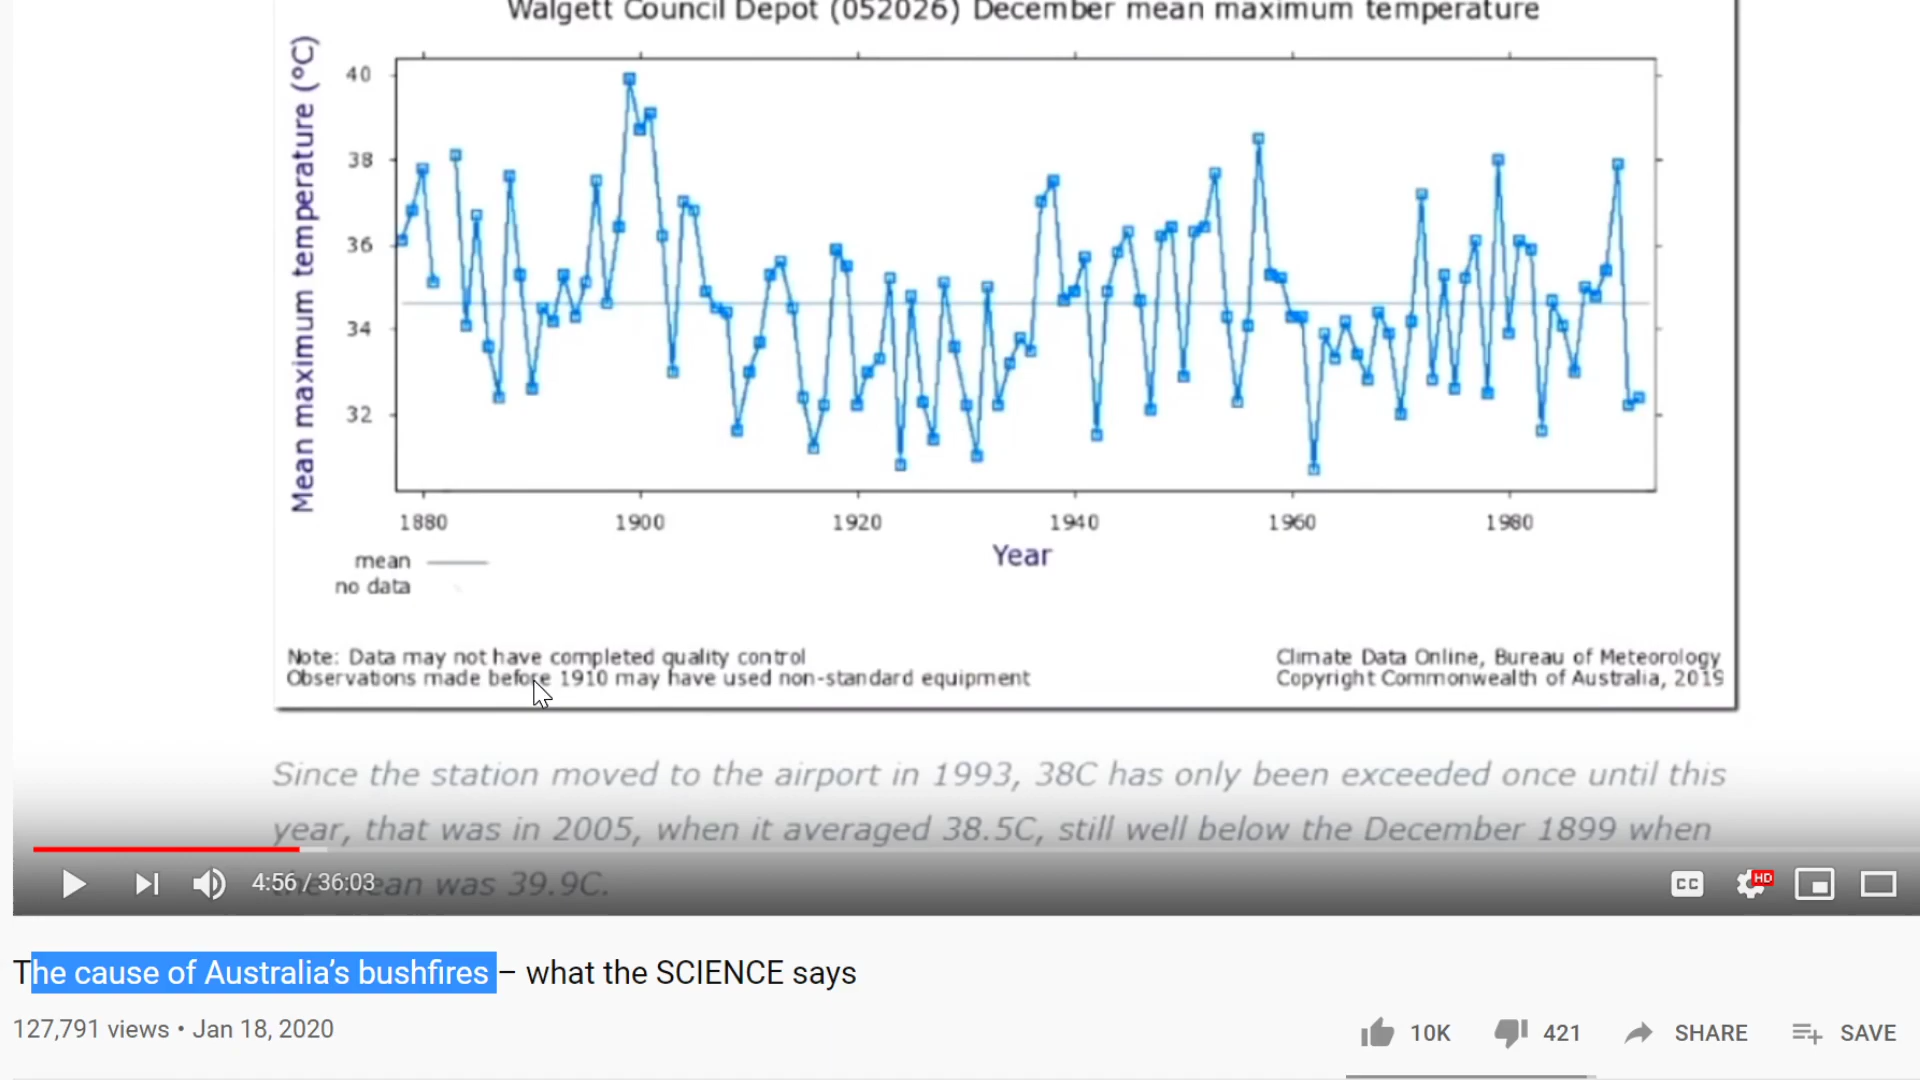 Walgett Council Depot (052026) December mean maximum temperature
Mean maximum temperature (°C)
40
38
36
34
32
1880 1900 1920 1940 1960 1980
Year
mean
no data
Note: Data may not have completed quality control
Observations made before 1910 may have used non-standard equipment
Climate Data Online, Bureau of Meteorology
Copyright Commonwealth of Australia, 2019
Since the station moved to the airport in 1993, 38C has only been exceeded once until this
year, that was in 2005, when it averaged 38.5C, still well below the December 1899 when
the mean was 39.9C.
4:56 / 36:03
CC
HD
The cause of Australia's bushfires – what the SCIENCE says
127,791 views • Jan 18, 2020
10K 421 SHARE SAVE